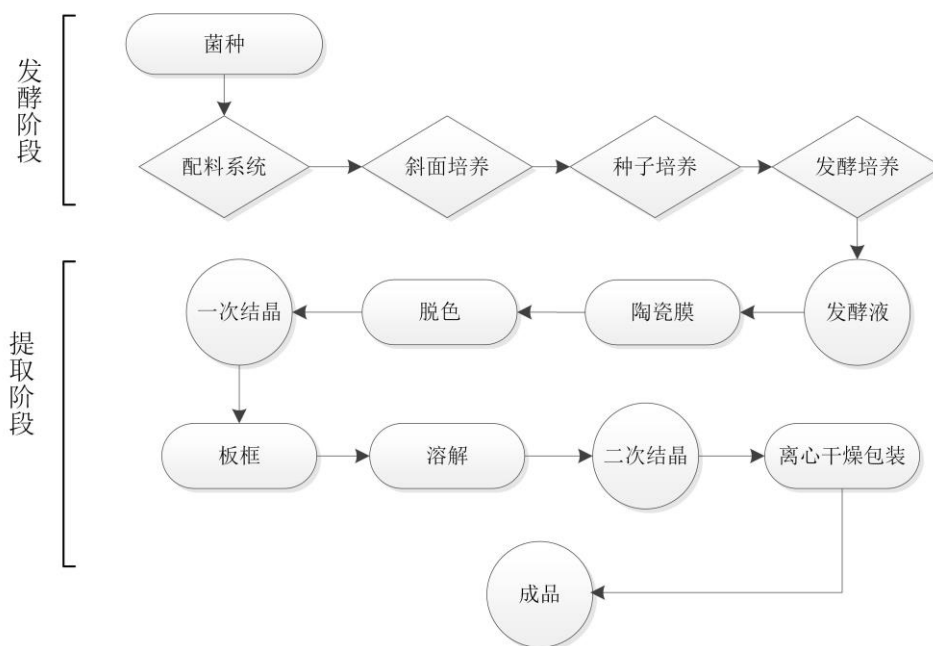 发酵阶段
菌种
配料系统
斜面培养
种子培养
发酵培养
提取阶段
一次结晶
脱色
陶瓷膜
发酵液
板框
溶解
二次结晶
离心干燥包装
成品